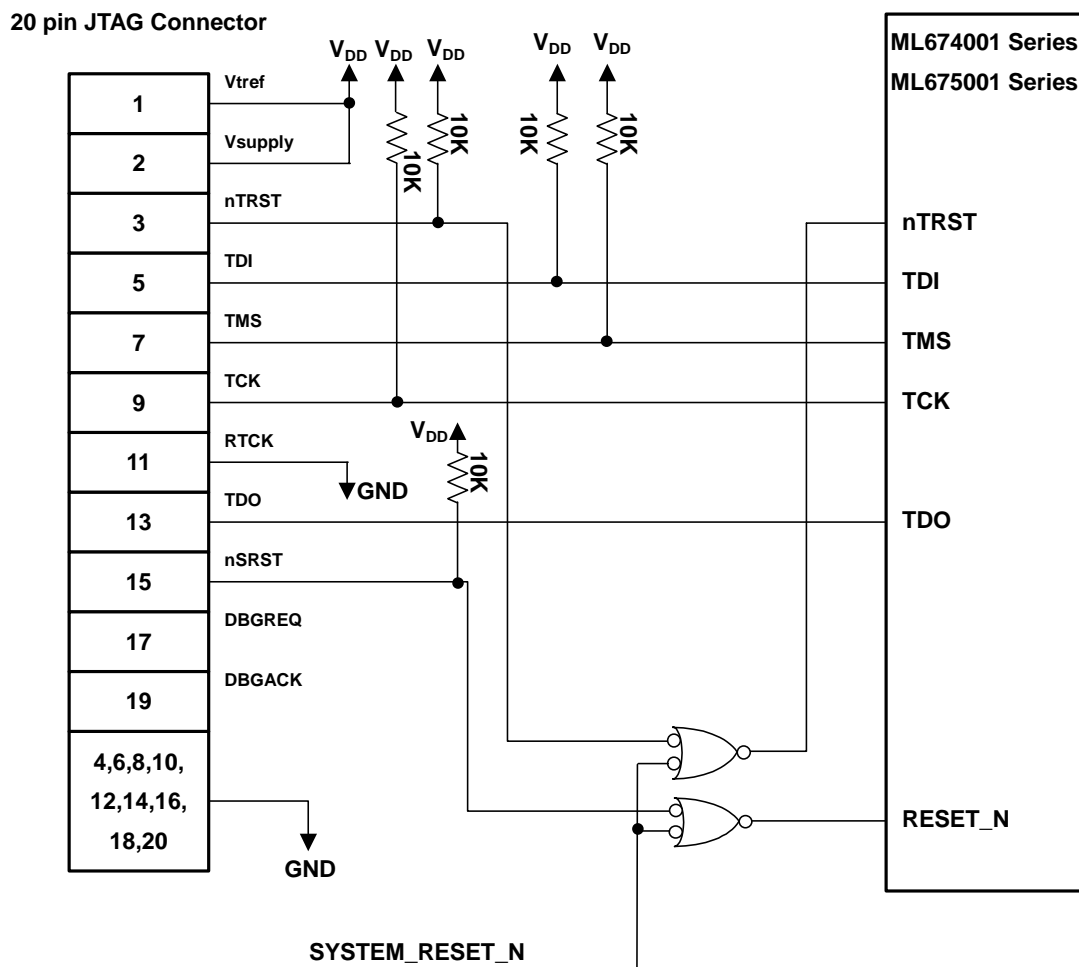 20 pin JTAG Connector
ML674001 Series
ML675001 Series
VDD VDD VDD VDD VDD
1 Vtref
2 Vsupply
10K 10K 10K 10K
3 nTRST nTRST
5 TDI TDI
7 TMS TMS
9 TCK TCK
VDD
11 RTCK GND 10K
13 TDO TDO
15 nSRST
17 DBGREQ
19 DBGACK
4,6,8,10,
12,14,16,
18,20
RESET_N
GND
SYSTEM_RESET_N